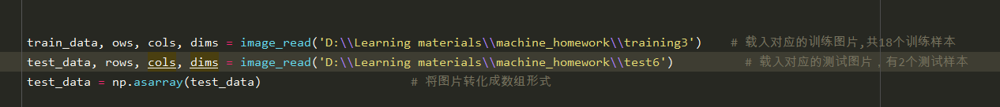 train_data, ows, cols, dims = image_read('D:\\Learning materials\\machine_homework\\training3') # 载入对应的训练图片,共18个训练样本
test_data, rows, cols, dims = image_read('D:\\Learning materials\\machine_homework\\test6') # 载入对应的测试图片，有2个测试样本
test_data = np.asarray(test_data) # 将图片转化成数组形式